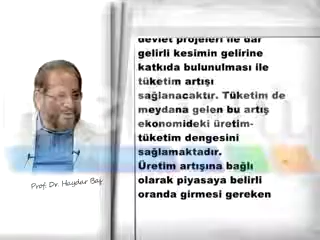 devlet projeleri ile dar
gelirli kesimin gelirine
katkıda bulunulması ile
tüketim artışı
sağlanacaktır. Tüketim de
meydana gelen bu artış
ekonomideki üretim-
tüketim dengesini
sağlamaktadır.
Üretim artışına bağlı
olarak piyasaya belirli
oranda girmesi gereken
Prof. Dr. Haydar Baş